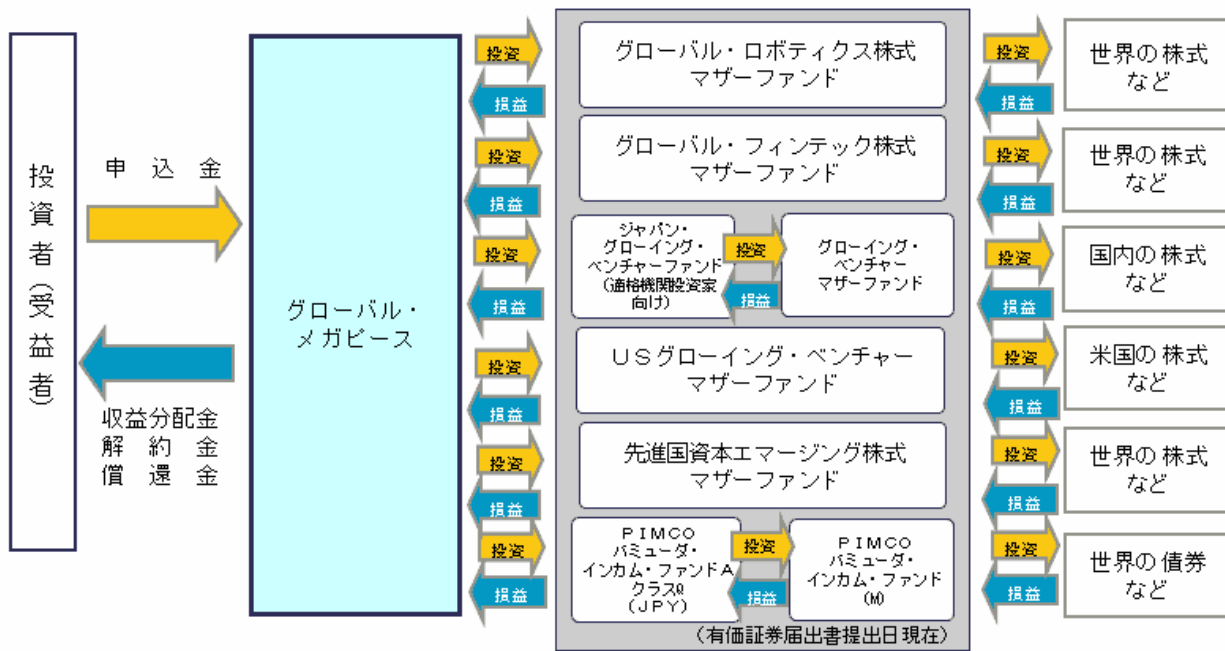 投資者(受益者)
申込金
収益分配金
解約金
償還金
グローバル・
メガピース
投資
損益
投資
損益
投資
損益
投資
損益
投資
損益
投資
損益
グローバル・ロボティクス株式
マザーファンド
グローバル・フィンテック株式
マザーファンド
ジャパン・
グローイング・
ベンチャーファンド
(適格機関投資家
向け)
投資
損益
グローイング・
ベンチャー
マザーファンド
USグローイング・ベンチャー
マザーファンド
先進国資本エマージング株式
マザーファンド
PIMCO
バミューダ・
インカム・ファンドA
クラスQ
(JPY)
投資
損益
PIMCO
バミューダ・
インカム・ファンド
(M)
(有価証券届出書提出日現在)
投資
損益
世界の株式
など
投資
損益
世界の株式
など
投資
損益
国内の株式
など
投資
損益
米国の株式
など
投資
損益
世界の株式
など
投資
損益
世界の債券
など